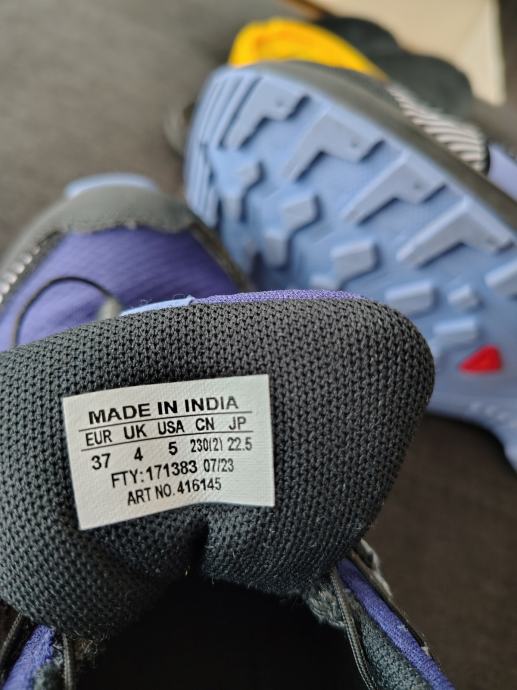 MADE IN INDIA
EUR UK USA CN JP
37 4 5 230(2) 22.5
FTY: 171383 07/23
ART NO. 416145